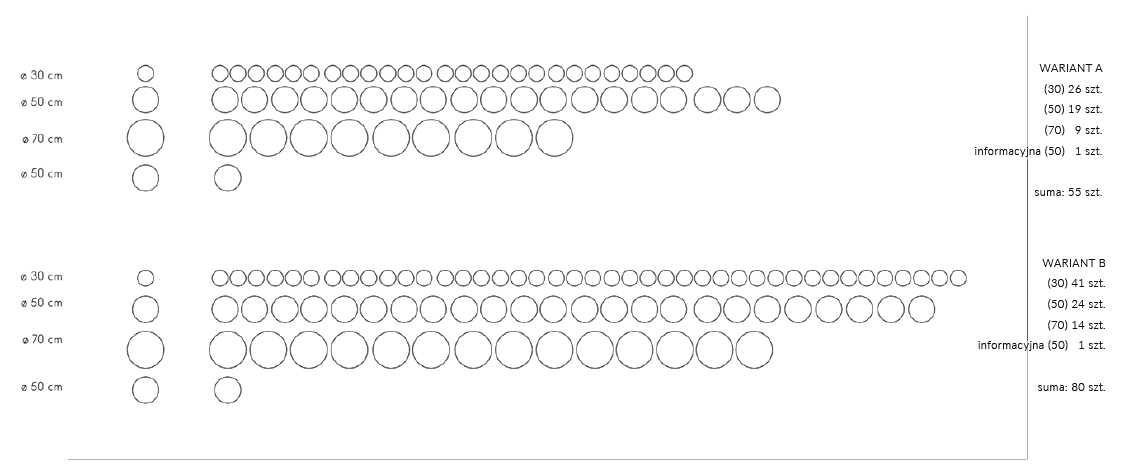 ø 30 cm
ø 50 cm
ø 70 cm
ø 50 cm
WARIANT A
(30) 26 szt.
(50) 19 szt.
(70) 9 szt.
informacyjna (50) 1 szt.
suma: 55 szt.
ø 30 cm
ø 50 cm
ø 70 cm
ø 50 cm
WARIANT B
(30) 41 szt.
(50) 24 szt.
(70) 14 szt.
informacyjna (50) 1 szt.
suma: 80 szt.